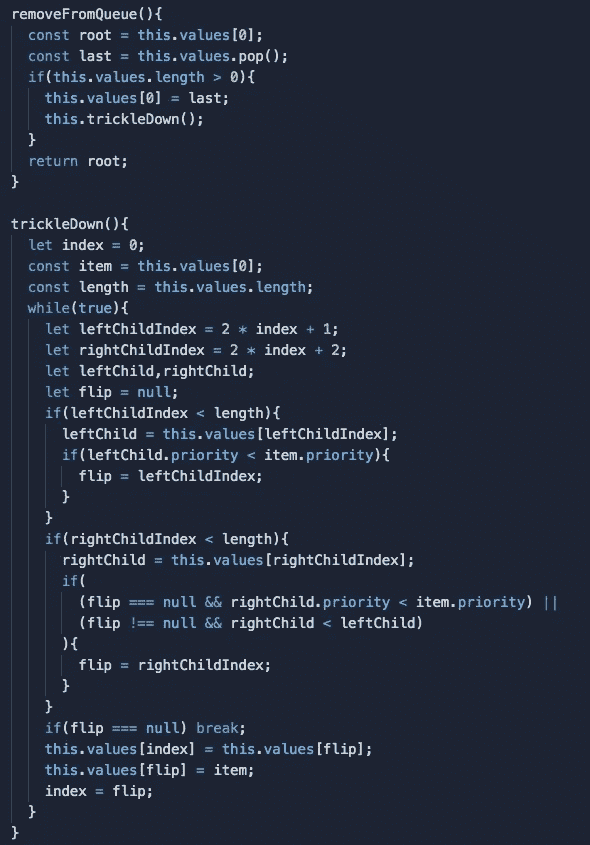 removeFromQueue(){
  const root = this.values[0];
  const last = this.values.pop();
  if(this.values.length > 0){
    this.values[0] = last;
    this.trickleDown();
  }
  return root;
}

trickleDown(){
  let index = 0;
  const item = this.values[0];
  const length = this.values.length;
  while(true){
    let leftChildIndex = 2 * index + 1;
    let rightChildIndex = 2 * index + 2;
    let leftChild,rightChild;
    let flip = null;
    if(leftChildIndex < length){
      leftChild = this.values[leftChildIndex];
      if(leftChild.priority < item.priority){
        flip = leftChildIndex;
      }
    }
    if(rightChildIndex < length){
      rightChild = this.values[rightChildIndex];
      if(
        (flip === null && rightChild.priority < item.priority) ||
        (flip !== null && rightChild < leftChild)
      ){
        flip = rightChildIndex;
      }
    }
    if(flip === null) break;
    this.values[index] = this.values[flip];
    this.values[flip] = item;
    index = flip;
  }
}